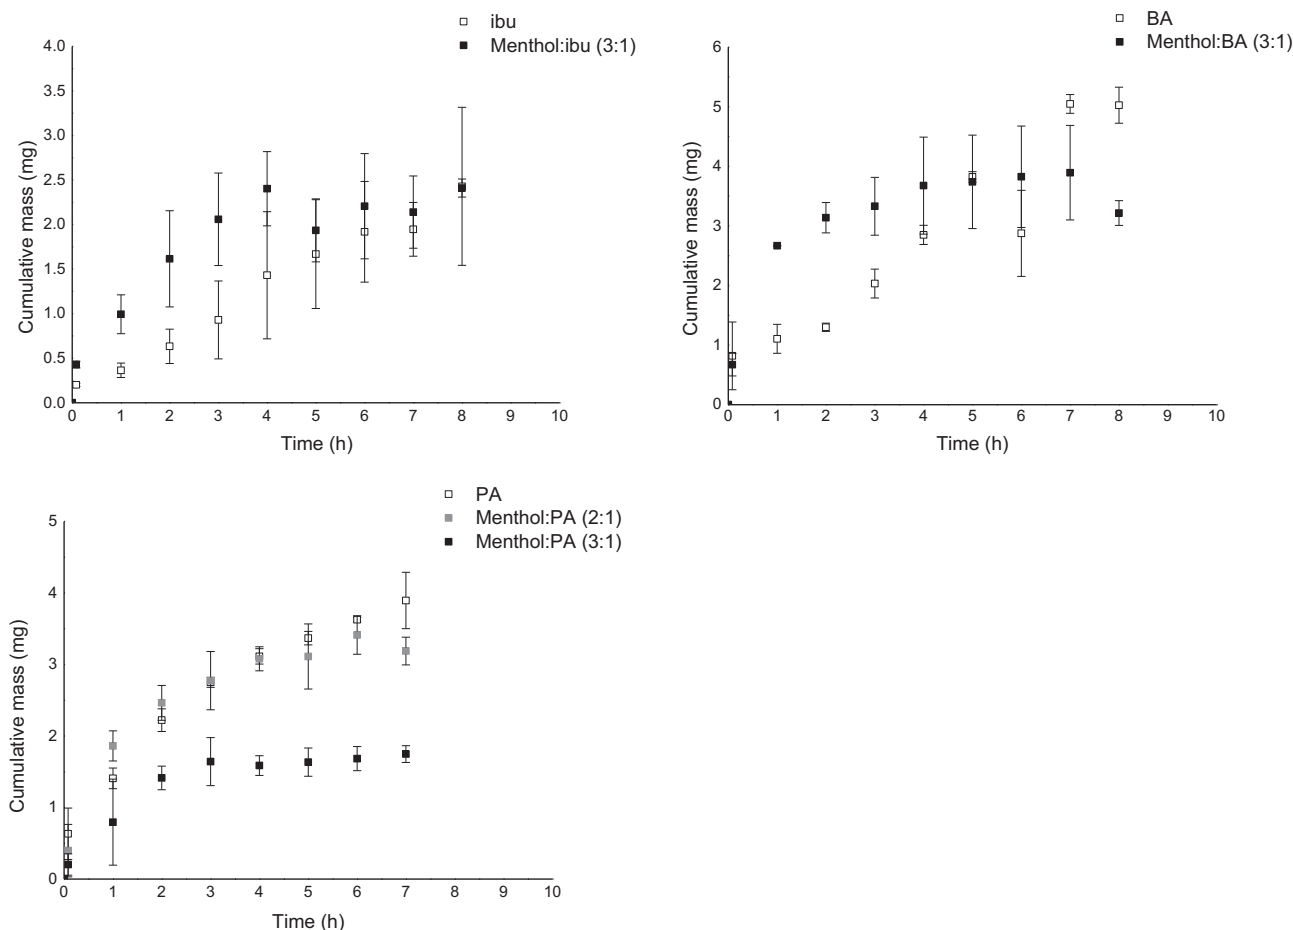 ibu
Menthol:ibu (3:1)
4.0
3.5
3.0
2.5
2.0
1.5
1.0
0.5
0.0
Cumulative mass (mg)
0 1 2 3 4 5 6 7 8 9 10
Time (h)
BA
Menthol:BA (3:1)
6
5
4
3
2
1
0
Cumulative mass (mg)
0 1 2 3 4 5 6 7 8 9 10
Time (h)
PA
Menthol:PA (2:1)
Menthol:PA (3:1)
5
4
3
2
1
0
Cumulative mass (mg)
0 1 2 3 4 5 6 7 8 9 10
Time (h)